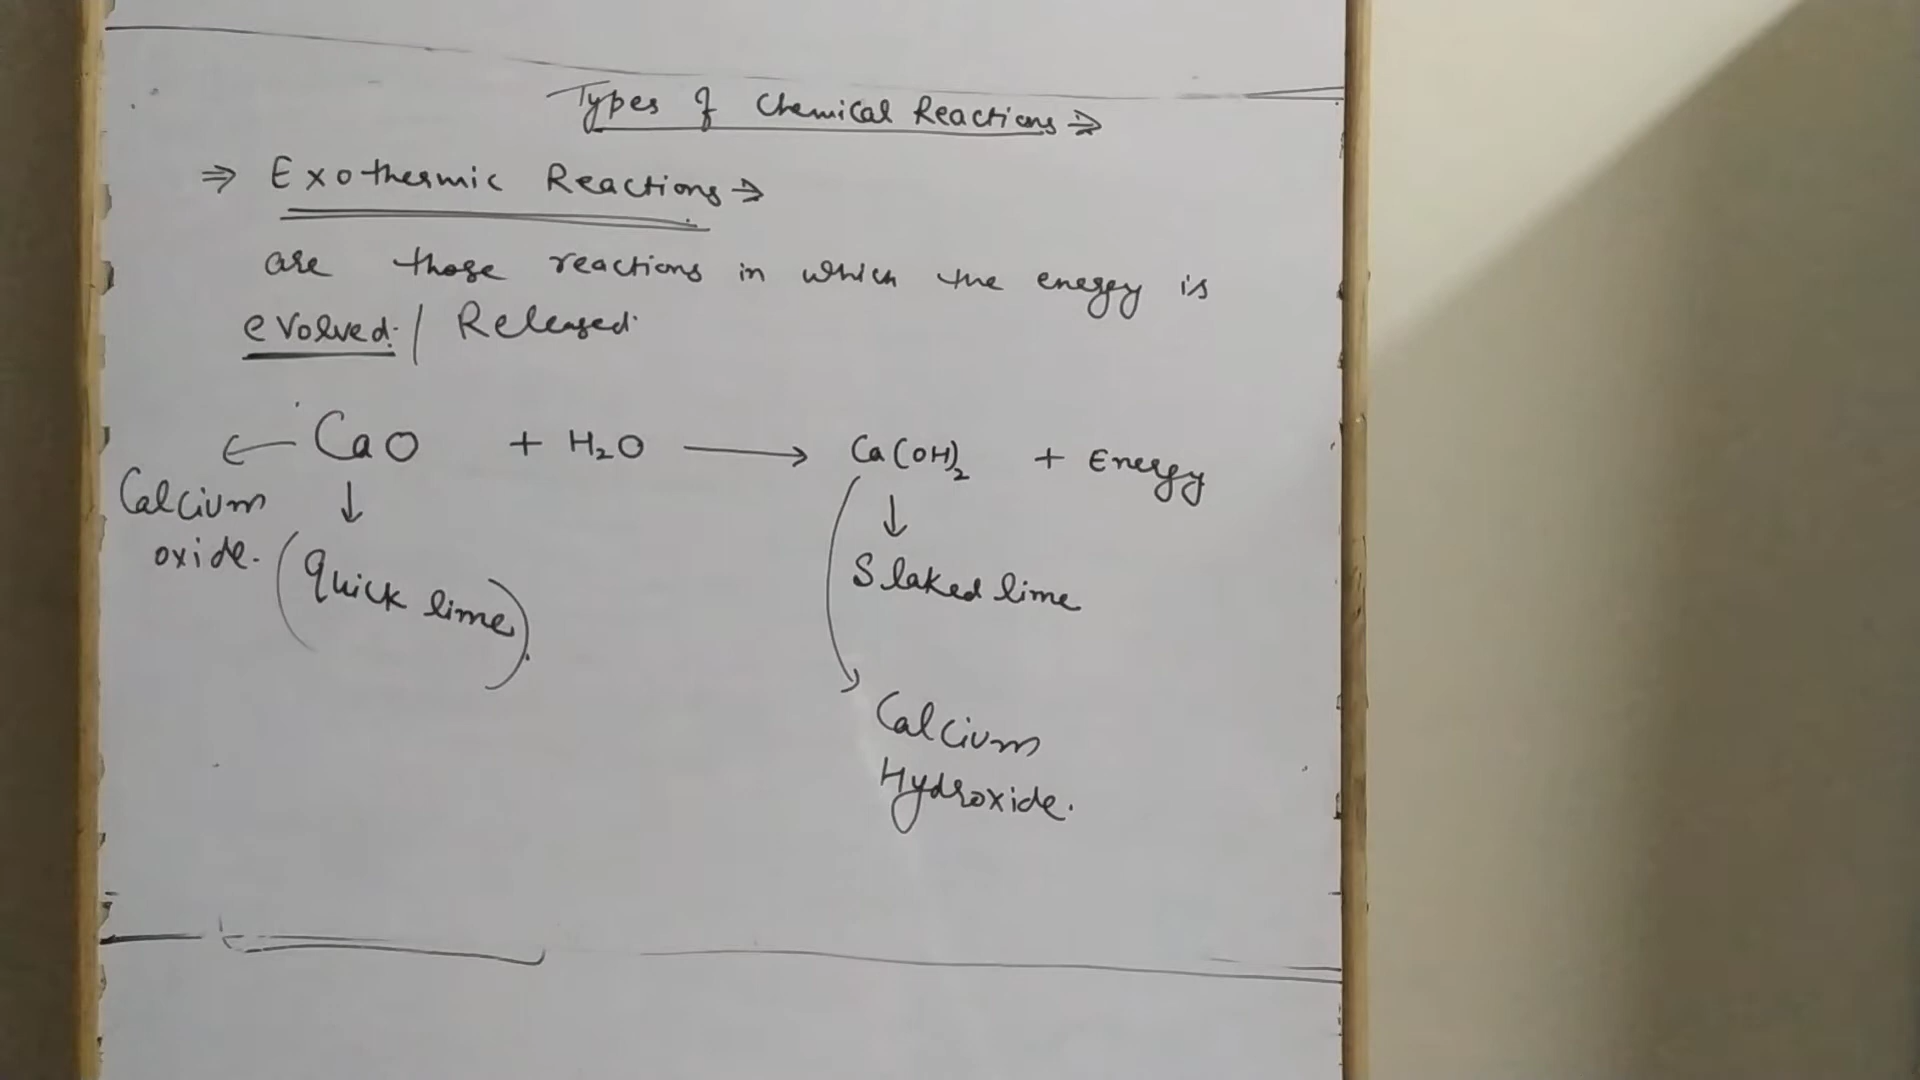 Types of Chemical Reactions ⇒
⇒ Exothermic Reactions ⇒
are those reactions in which the energy is
evolved. / Released.
← CaO + H₂O ⟶ Ca(OH)₂ + Energy
Calcium oxide.
↓
(Quick lime).
↓
Slaked lime
Calcium
Hydroxide.